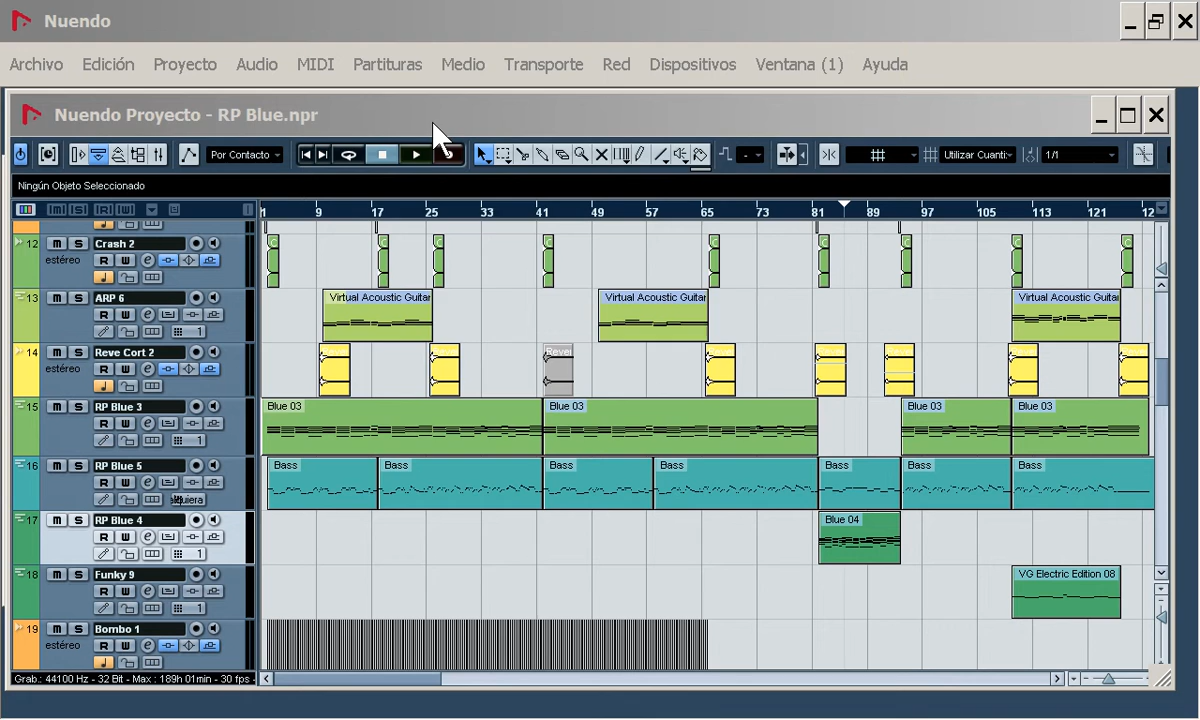 Nuendo
Archivo Edición Proyecto Audio MIDI Partituras Medio Transporte Red Dispositivos Ventana (1) Ayuda
Nuendo Proyecto - RP Blue.npr
Por Contacto Utilizar Cuanti: 1/1
Ningún Objeto Seleccionado
1 9 17 25 33 41 49 57 65 73 81 89 97 105 113 121 12
12 m S Crash 2
estéreo R W e
C C C C C C C C C
13 m S ARP 6
R W e
1
Virtual Acoustic Guitar Virtual Acoustic Guitar Virtual Acoustic Guitar
14 m S Reve Cort 2
estéreo R W e
Rever
15 m S RP Blue 3
R W e
1
Blue 03 Blue 03 Blue 03 Blue 03
16 m S RP Blue 5
R W e
Bass Bass Bass Bass Bass Bass Bass
17 m S RP Blue 4
R W e
1
Blue 04
18 m S Funky 9
R W e
1
VG Electric Edition 08
19 m S Bombo 1
estéreo R W e
Grab.: 44100 Hz - 32 Bit - Max : 189h 01min - 30 fps -